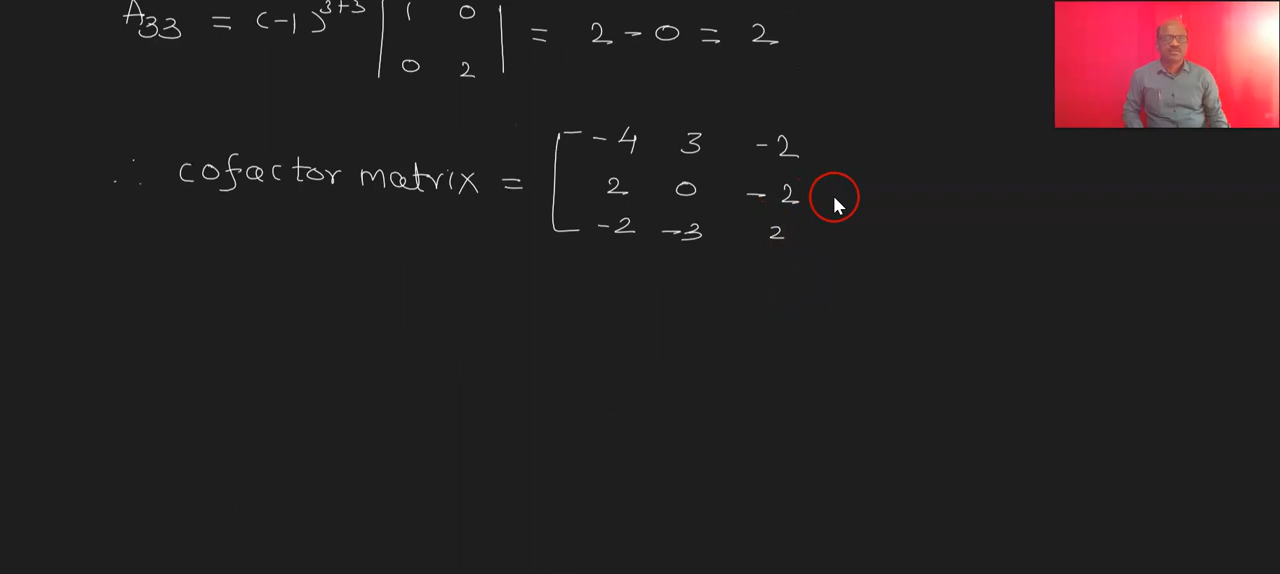 A₃₃ = (-1)³⁺³ | 1 0 | = 2 - 0 = 2
| 0 2 |
∴ cofactor matrix = [ -4 3 -2
2 0 -2
-2 -3 2